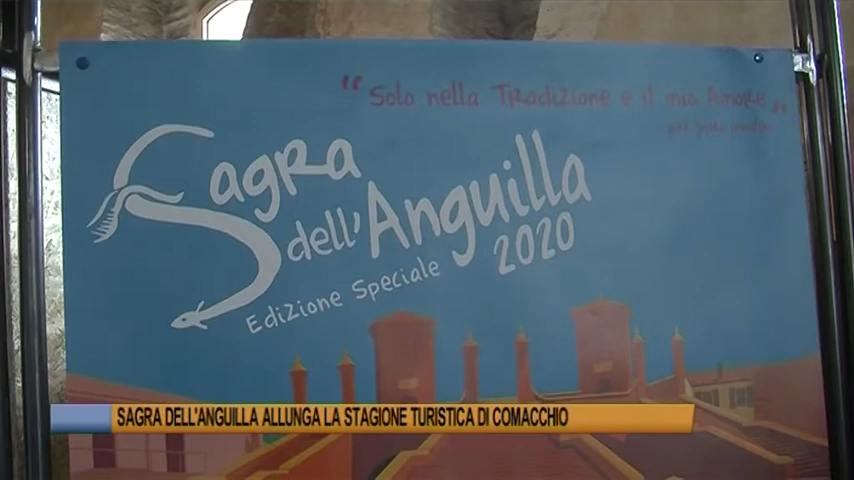 "Solo nella Tradizione è il mio Amore"
Sagra
dell'Anguilla
2020
Edizione Speciale
SAGRA DELL'ANGUILLA ALLUNGA LA STAGIONE TURISTICA DI COMACCHIO